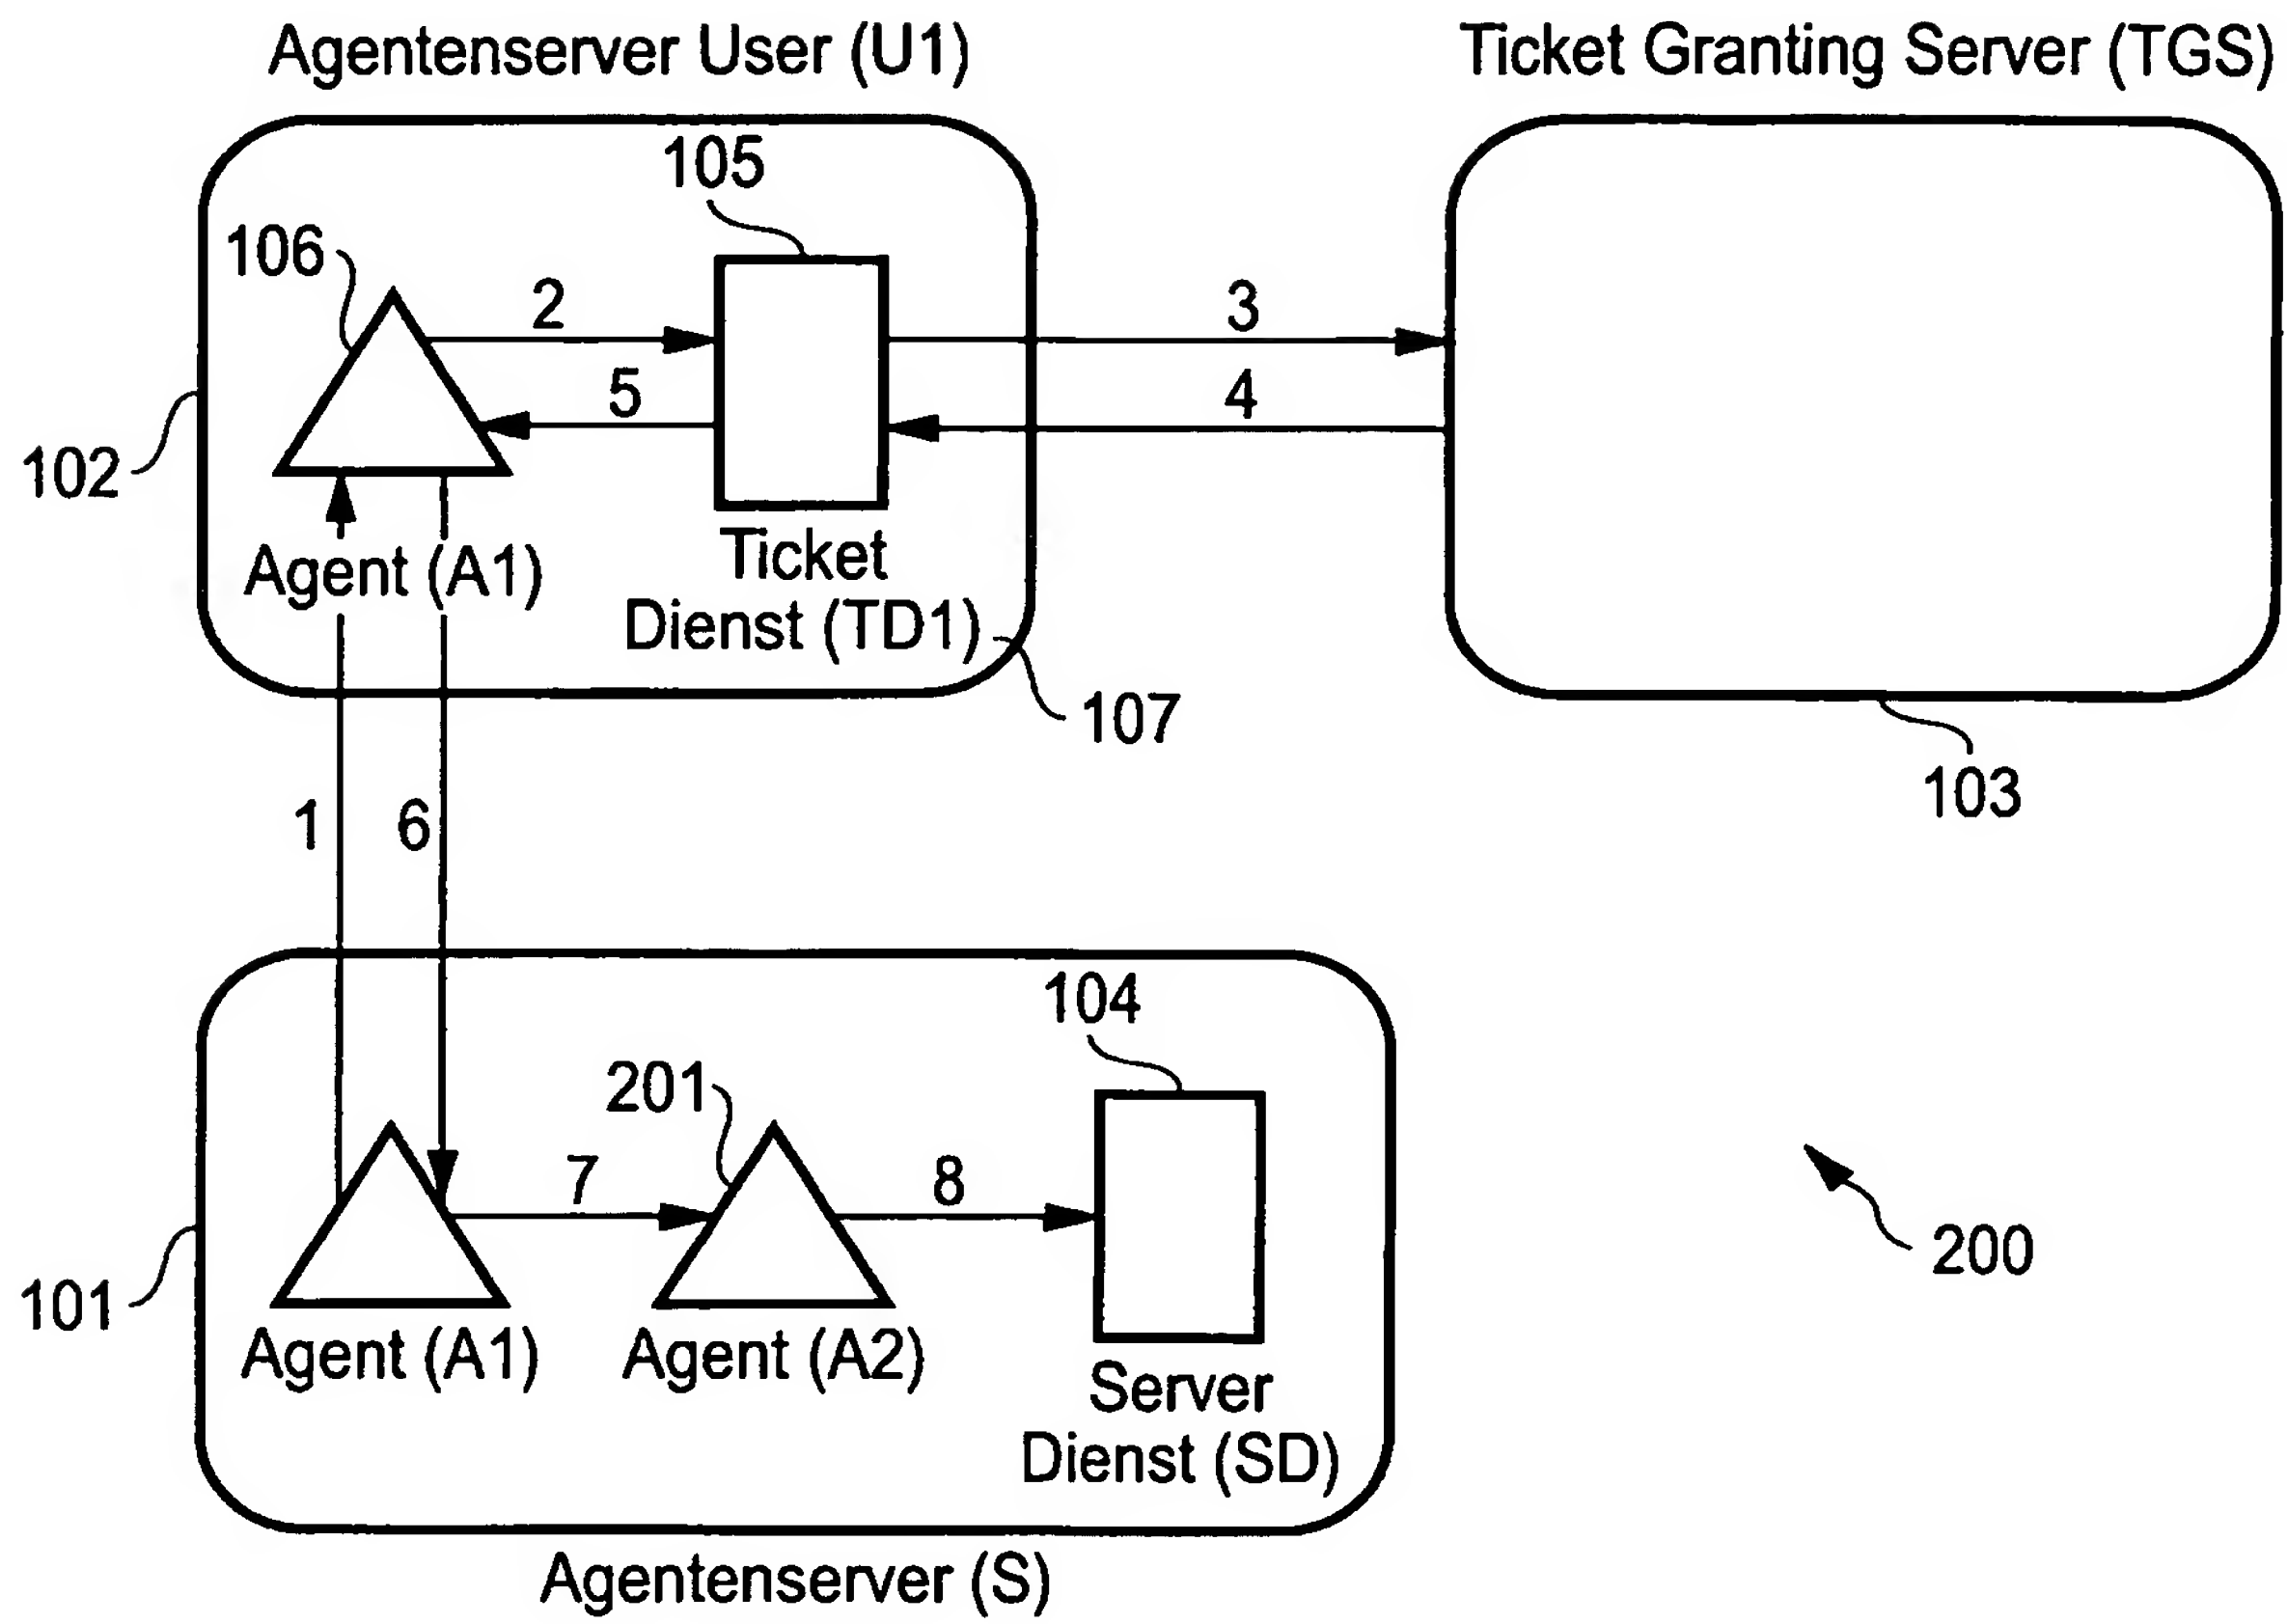 Agentenserver User (U1)
Ticket Granting Server (TGS)
105
106
2
3
5
4
102
Agent (A1)
Ticket
Dienst (TD1)
107
103
1
6
104
201
7
8
200
101
Agent (A1)
Agent (A2)
Server
Dienst (SD)
Agentenserver (S)